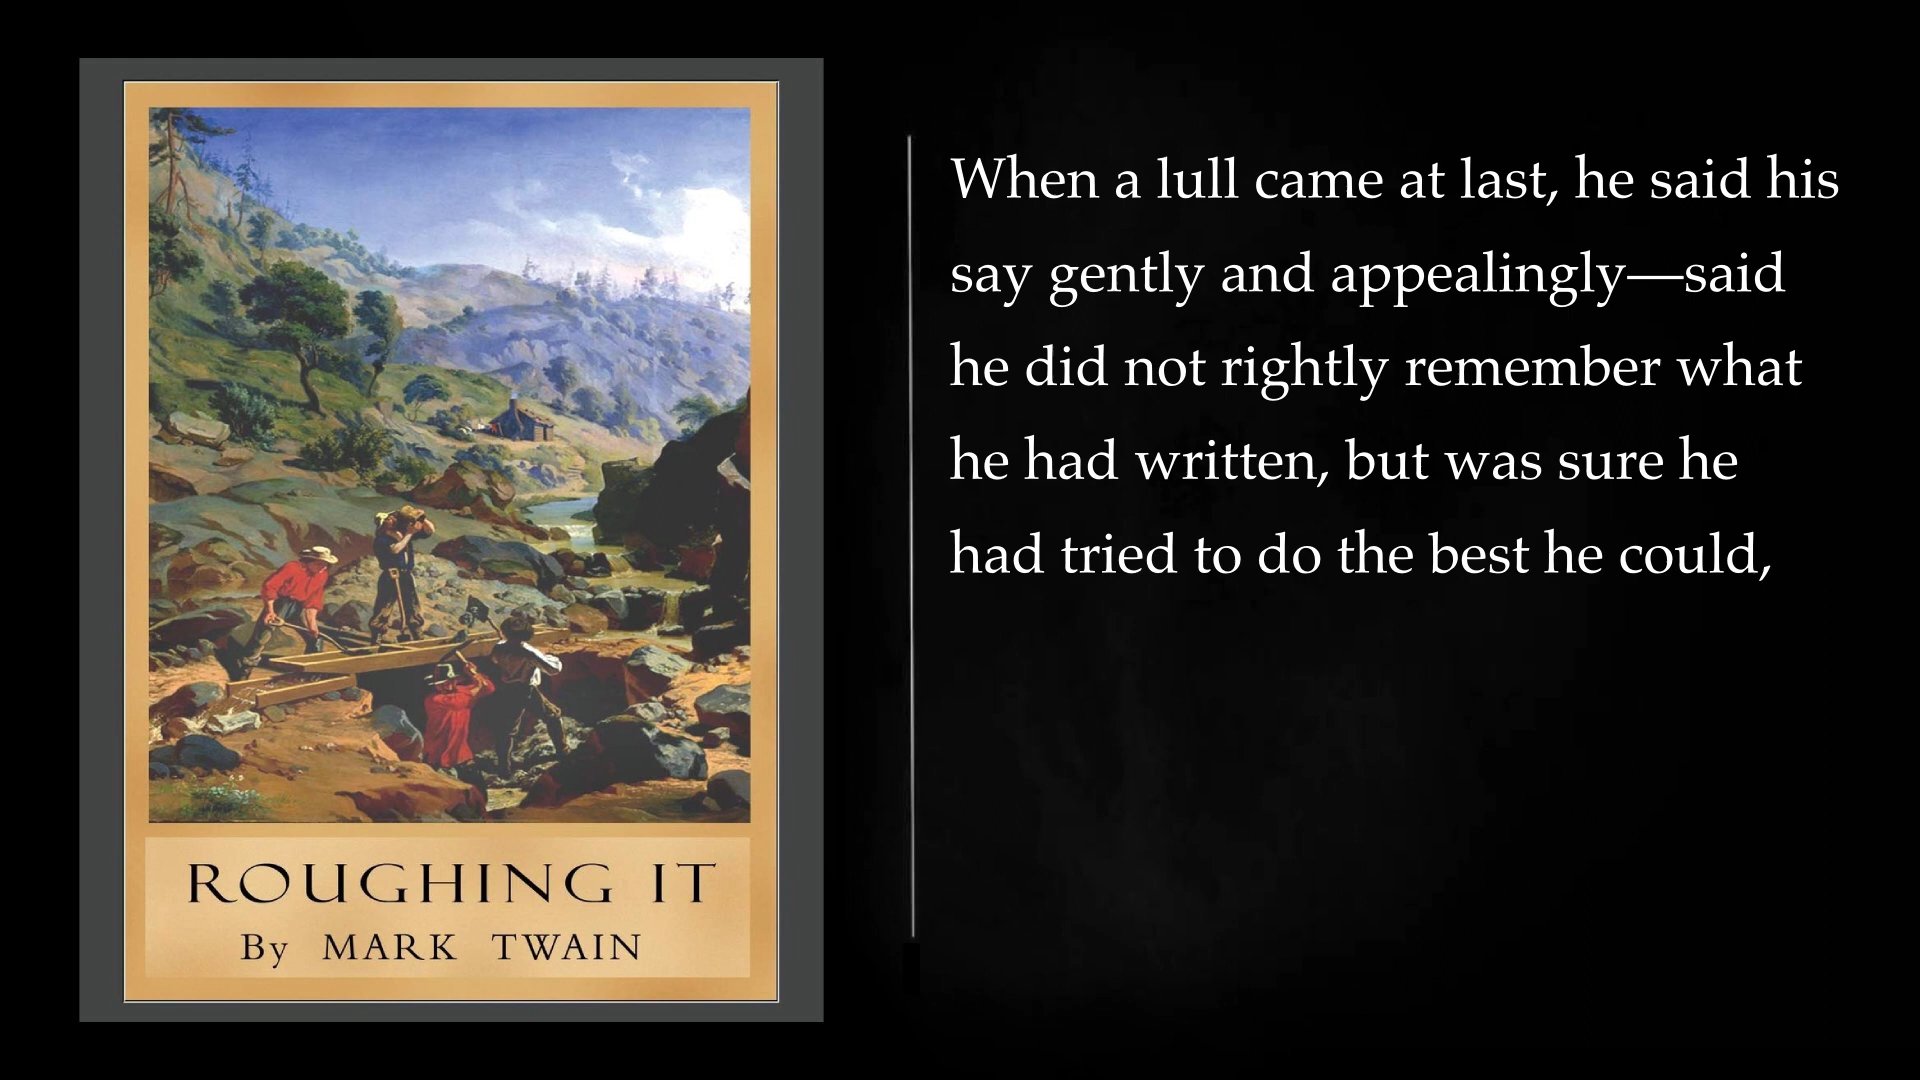 ROUGHING IT
By MARK TWAIN
When a lull came at last, he said his
say gently and appealingly—said
he did not rightly remember what
he had written, but was sure he
had tried to do the best he could,